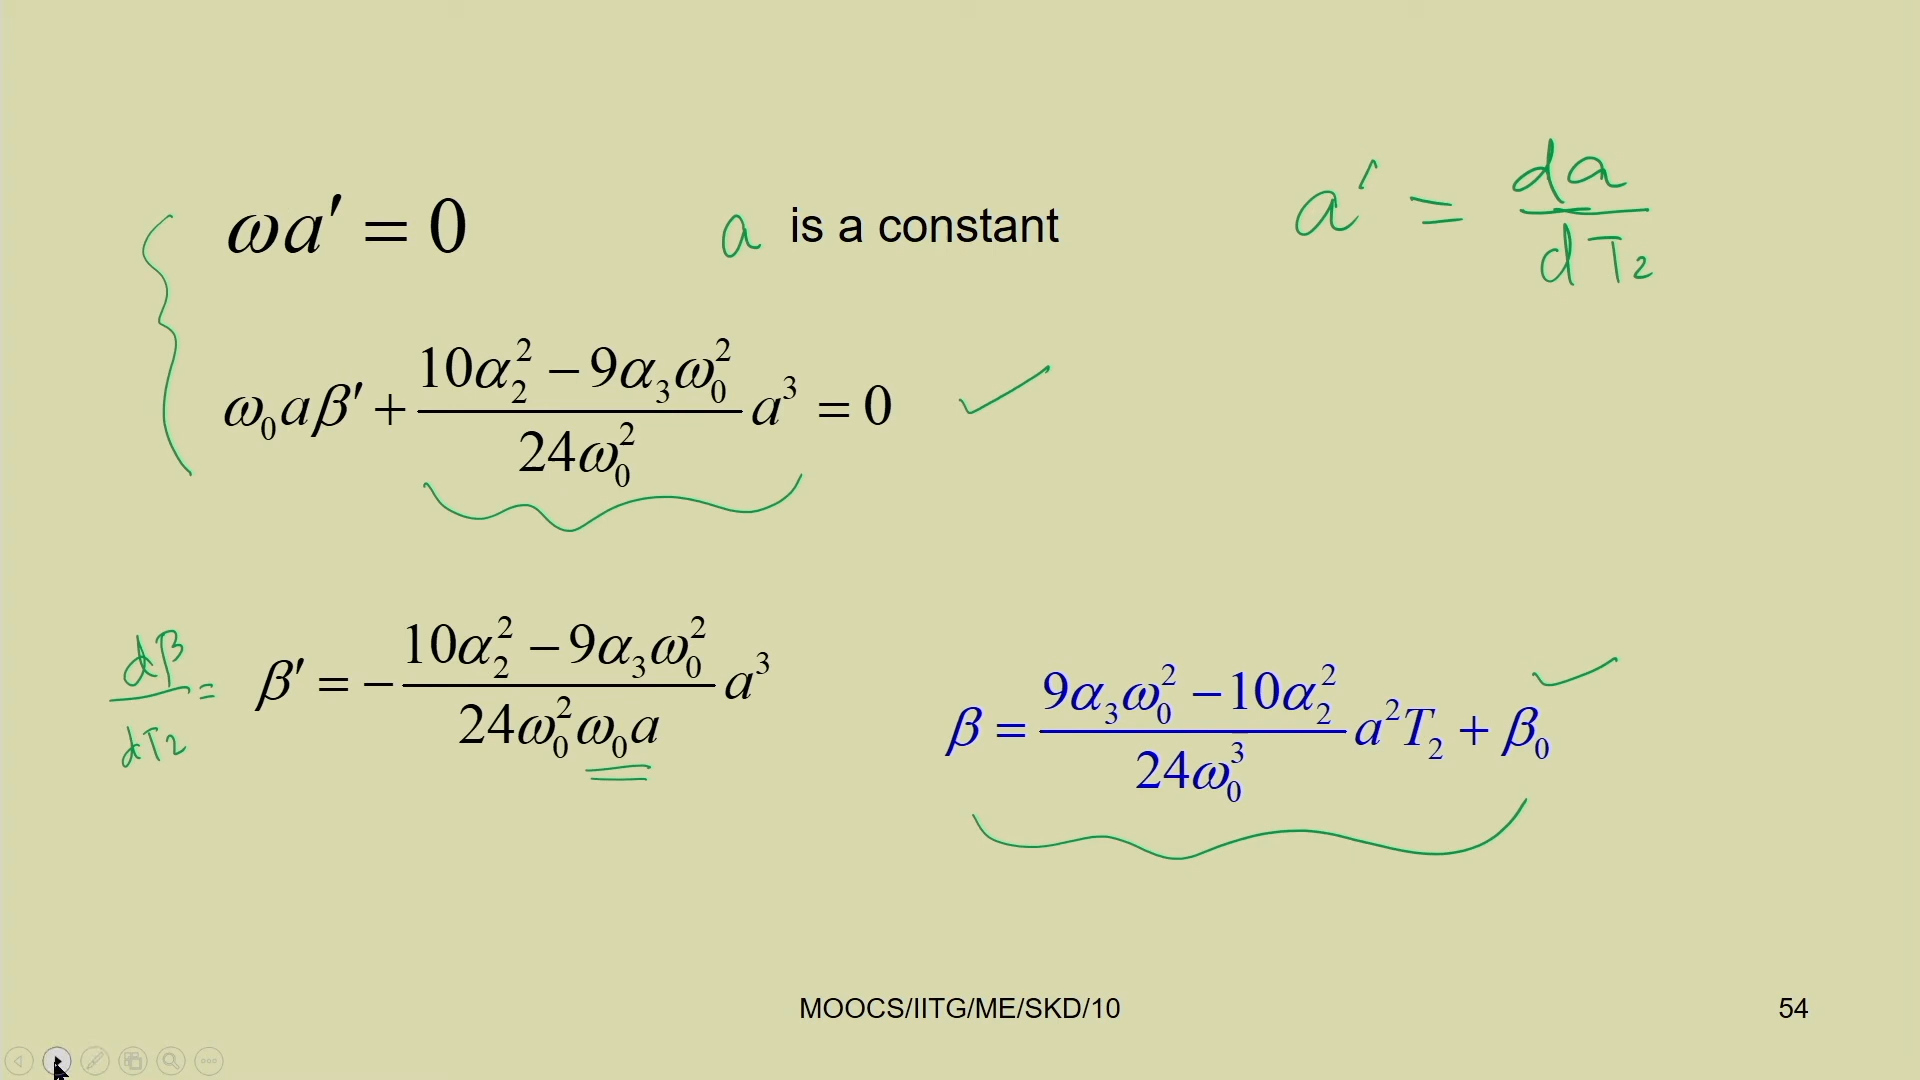 ωa′ = 0 a is a constant a′ = da/dT₂
ω₀aβ′ + (10α₂² − 9α₃ω₀²)/(24ω₀²) a³ = 0
dβ/dT₂ = β′ = − (10α₂² − 9α₃ω₀²)/(24ω₀²ω₀a) a³
β = (9α₃ω₀² − 10α₂²)/(24ω₀³) a²T₂ + β₀
MOOCS/IITG/ME/SKD/10 54